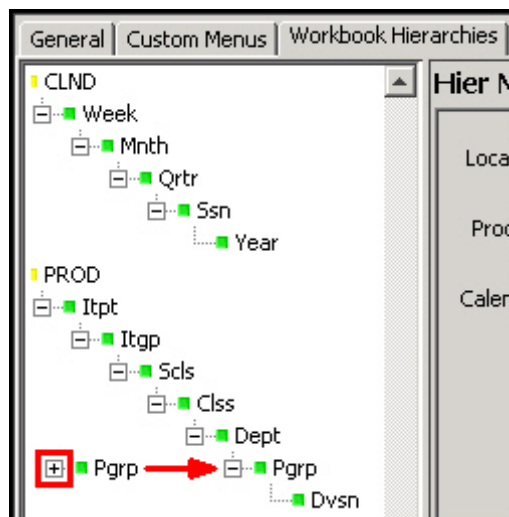 General Custom Menus Workbook Hierarchies
CLND
Week
Mnth
Qrtr
Ssn
Year
PROD
Itpt
Itgp
Scls
Clss
Dept
Pgrp Pgrp
Dvsn
Hier
Loca
Calen